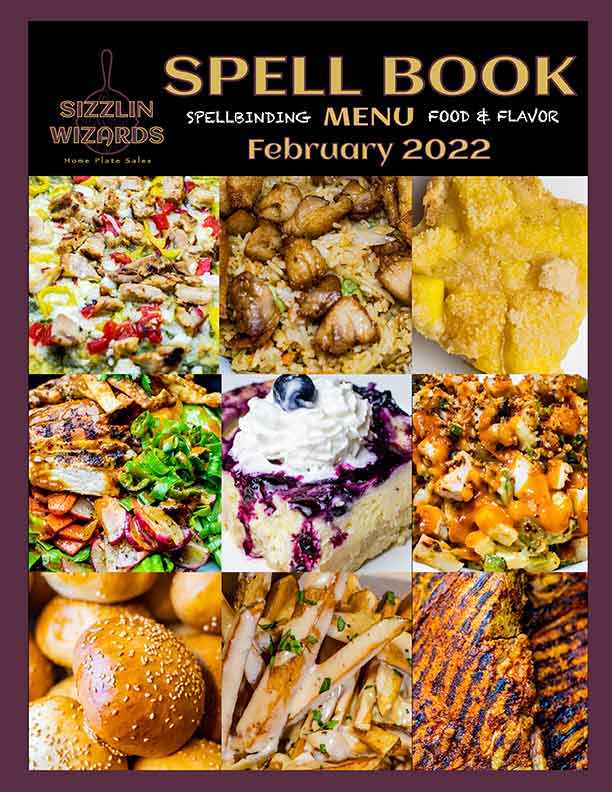 SPELL BOOK
SIZZLIN
WIZARDS
Home Plate Sales
SPELLBINDING MENU FOOD & FLAVOR
February 2022